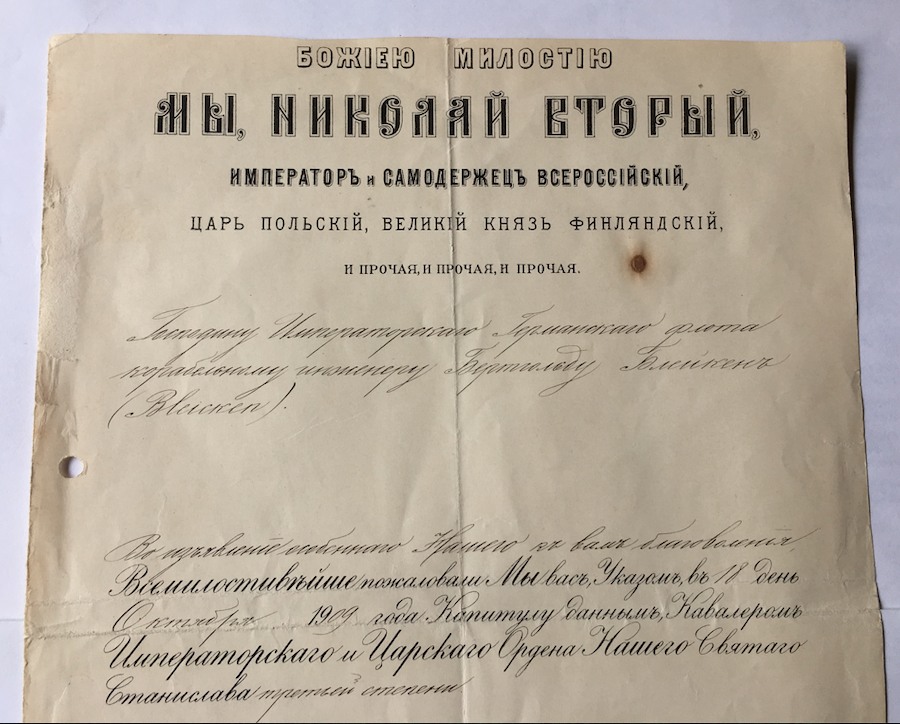 БОЖІЕЮ МИЛОСТІЮ
МЫ, НИКОЛАЙ ВТОРЫЙ,
ИМПЕРАТОРЪ и САМОДЕРЖЕЦЪ ВСЕРОССІЙСКІЙ,
ЦАРЬ ПОЛЬСКІЙ, ВЕЛИКІЙ КНЯЗЬ ФИНЛЯНДСКІЙ,
И ПРОЧАЯ, И ПРОЧАЯ, И ПРОЧАЯ.
Господину Императорскаго Германскаго флота
корабельному инженеру Бертольду Блейкенъ
(Bleicken).
Во изъявленіе особеннаго Нашего къ вамъ благоволенія,
Всемилостивѣйше пожаловали Мы васъ, Указомъ, въ 18 день
Октября 1909 года Капитулу даннымъ, Кавалеромъ
Императорскаго и Царскаго Ордена Нашего Святаго
Станислава третьей степени